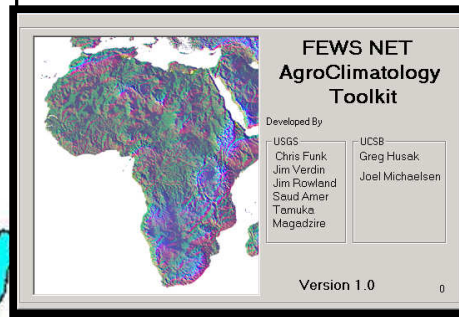 FEWS NET
AgroClimatology
Toolkit
Developed By
USGS
Chris Funk
Jim Verdin
Jim Rowland
Saud Amer
Tamuka
Magadzire
UCSB
Greg Husak
Joel Michaelsen
Version 1.0
0